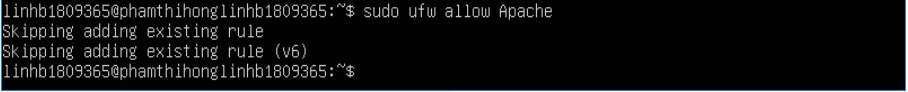 linhb1809365@phamthihonglinhb1809365:~$ sudo ufw allow Apache
Skipping adding existing rule
Skipping adding existing rule (v6)
linhb1809365@phamthihonglinhb1809365:~$